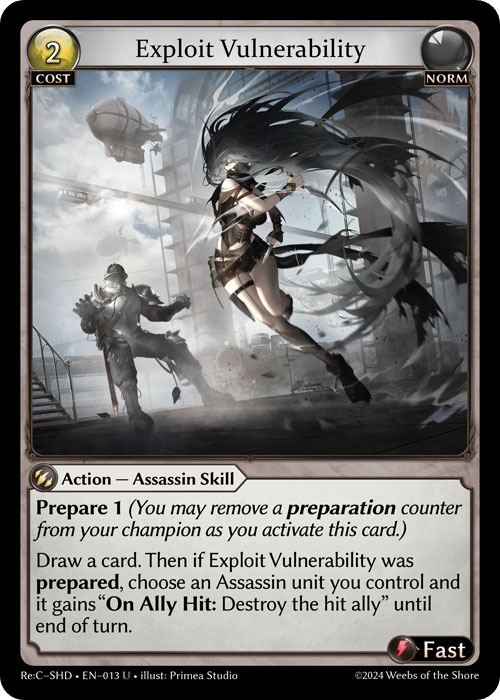 2
Exploit Vulnerability
COST
NORM
Action — Assassin Skill
Prepare 1 (You may remove a preparation counter
from your champion as you activate this card.)
Draw a card. Then if Exploit Vulnerability was
prepared, choose an Assassin unit you control and
it gains “On Ally Hit: Destroy the hit ally” until
end of turn.
Fast
Re:C–SHD • EN–013 U • illust: Primea Studio
©2024 Weebs of the Shore